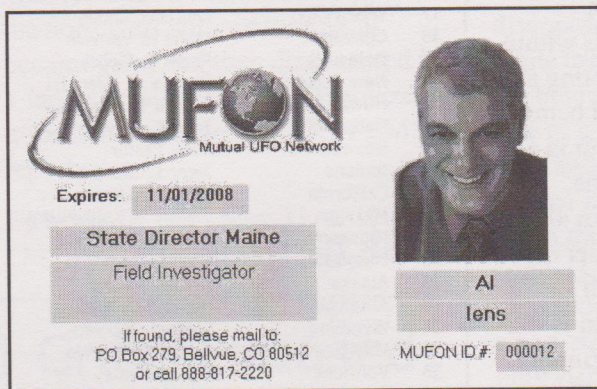 MUFON
Mutual UFO Network
Expires: 11/01/2008
State Director Maine
Field Investigator
If found, please mail to:
PO Box 279, Bellvue, CO 80512
or call 888-817-2220
Al
Iens
MUFON ID #: 000012